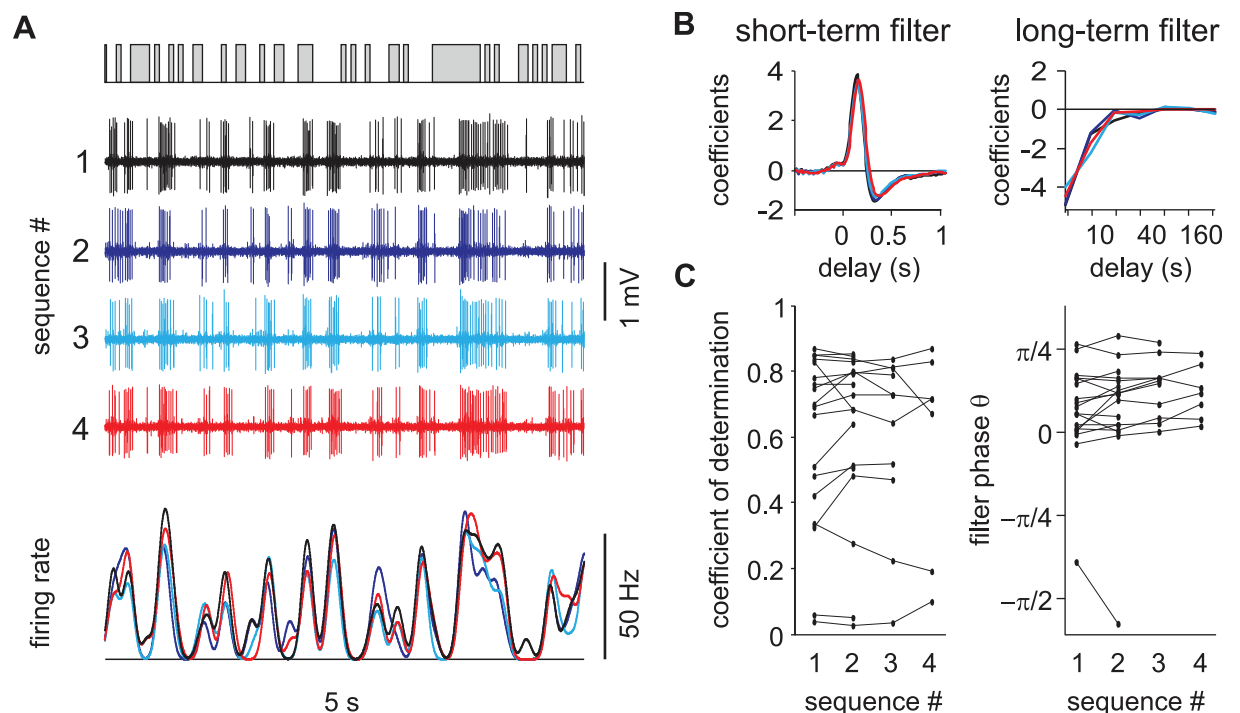 A
sequence #
1
2
3
4
1 mV
firing rate
50 Hz
5 s
B
short-term filter
coefficients
4
2
0
-2
0 0.5 1
delay (s)
long-term filter
coefficients
2
0
-2
-4
10 40 160
delay (s)
C
coefficient of determination
1
0.8
0.6
0.4
0.2
0
1 2 3 4
sequence #
filter phase θ
π/4
0
−π/4
−π/2
1 2 3 4
sequence #